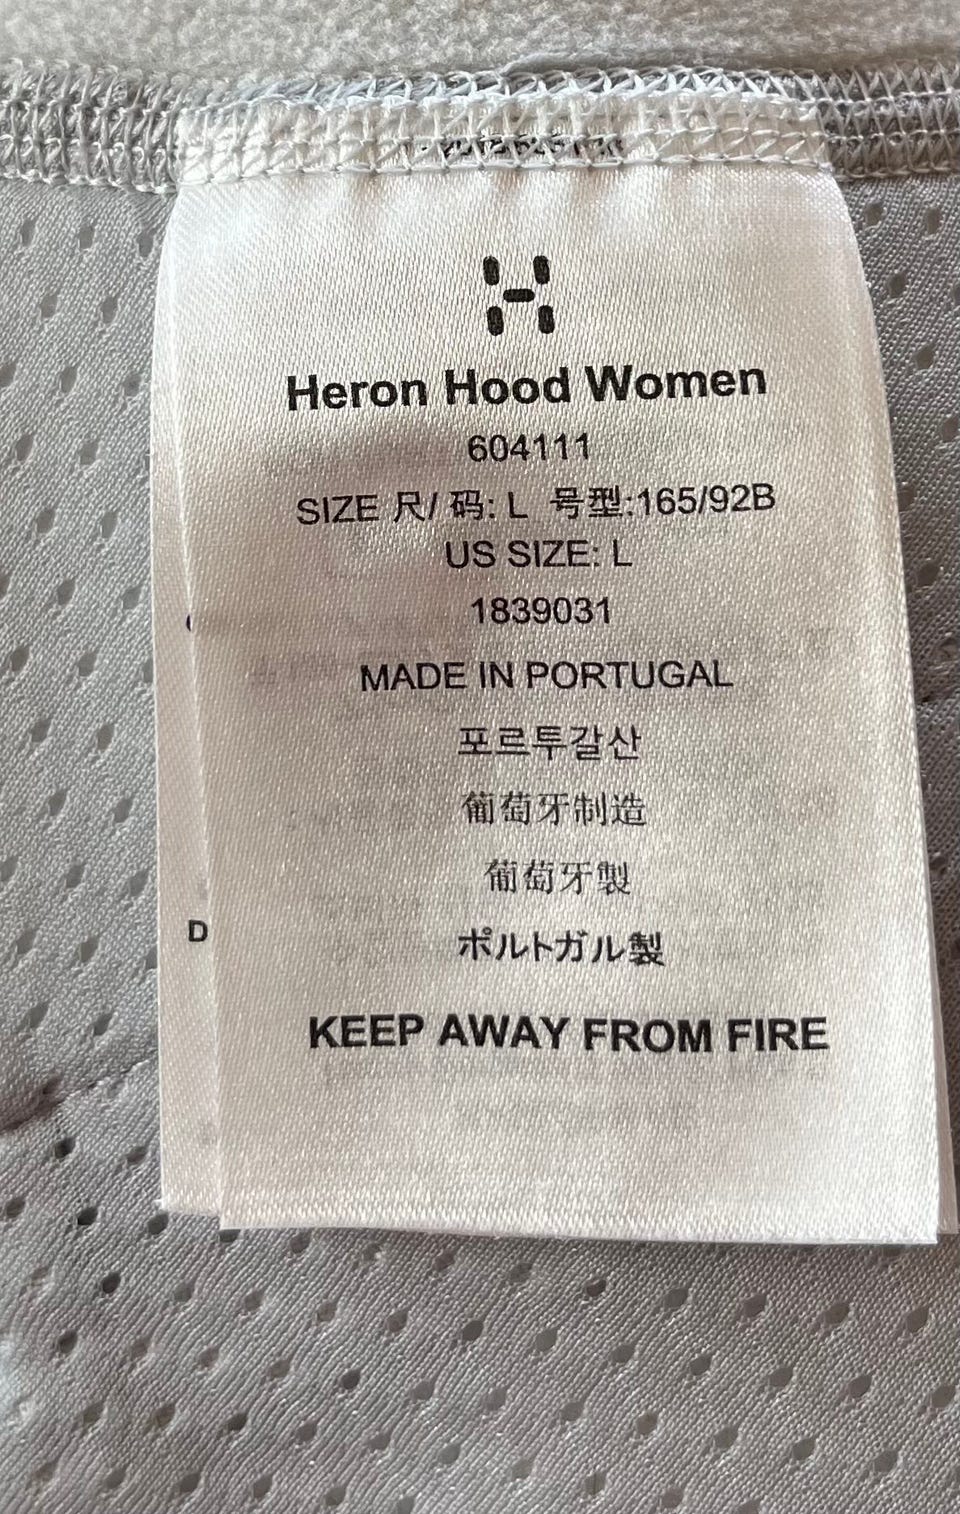 Heron Hood Women
604111
SIZE 尺/ 码: L 号型:165/92B
US SIZE: L
1839031
MADE IN PORTUGAL
포르투갈산
葡萄牙制造
葡萄牙製
ポルトガル製
D
KEEP AWAY FROM FIRE